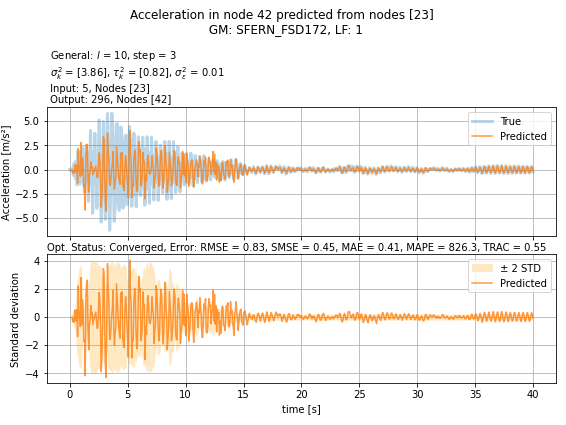 Acceleration in node 42 predicted from nodes [23]
GM: SFERN_FSD172, LF: 1
General: l = 10, step = 3
σ²ₖ = [3.86], τ²ₖ = [0.82], σ²ε = 0.01
Input: 5, Nodes [23]
Output: 296, Nodes [42]
Acceleration [m/s²]
5.0
2.5
0.0
−2.5
−5.0
True
Predicted
Opt. Status: Converged, Error: RMSE = 0.83, SMSE = 0.45, MAE = 0.41, MAPE = 826.3, TRAC = 0.55
Standard deviation
4
2
0
−2
−4
± 2 STD
Predicted
0 5 10 15 20 25 30 35 40
time [s]